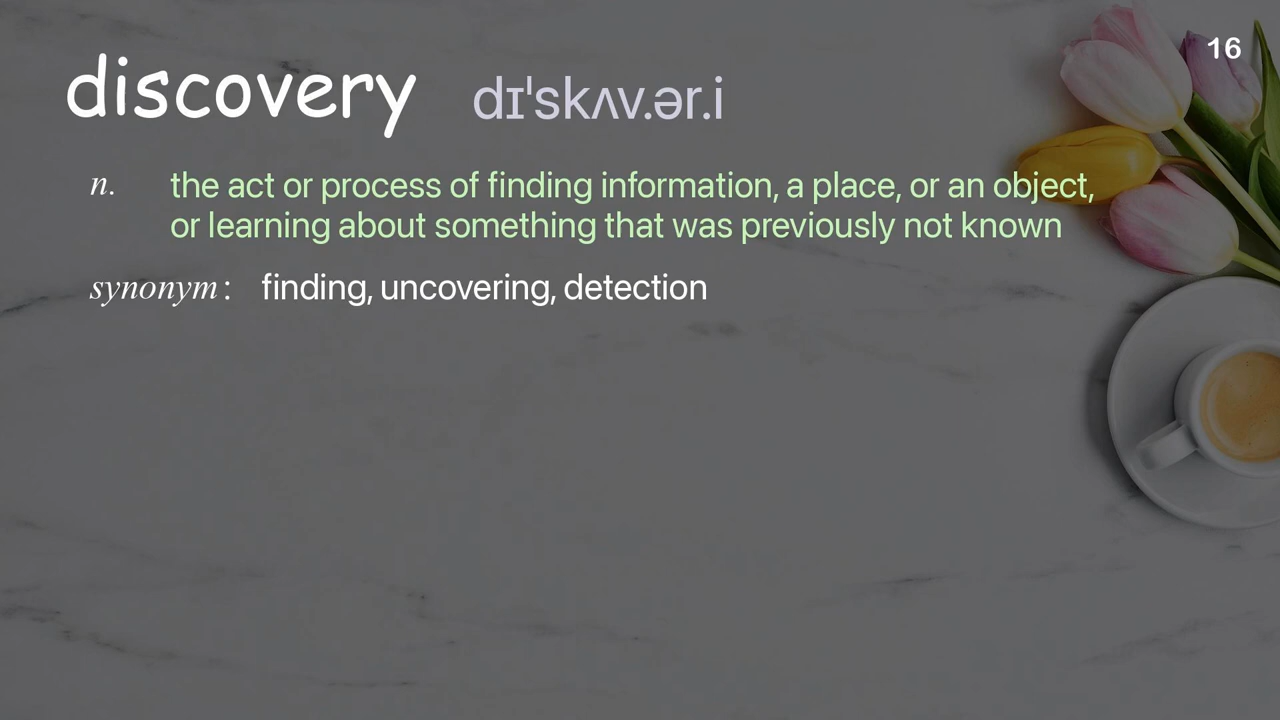 16
discovery dɪˈskʌv.ər.i
n. the act or process of finding information, a place, or an object,
or learning about something that was previously not known
synonym: finding, uncovering, detection